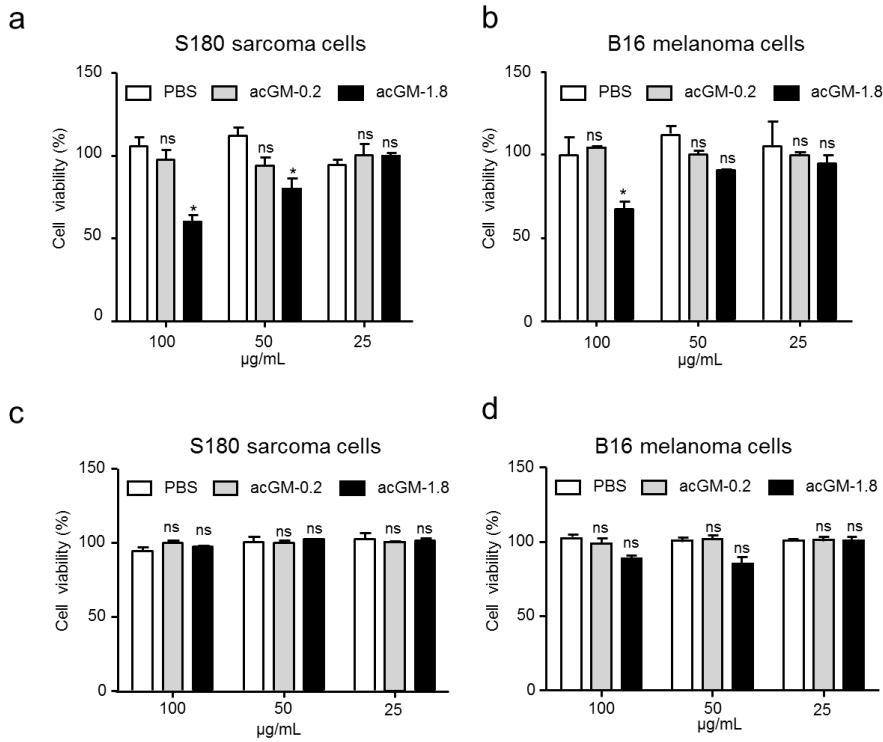 a
S180 sarcoma cells
150
PBS acGM-0.2 acGM-1.8
ns ns ns ns
* *
100
50
0
Cell viability (%)
100 50 25
µg/mL
b
B16 melanoma cells
150
PBS acGM-0.2 acGM-1.8
ns ns ns ns ns
*
100
50
0
Cell viability (%)
100 50 25
µg/mL
c
S180 sarcoma cells
150
PBS acGM-0.2 acGM-1.8
ns ns ns ns ns ns
100
50
0
Cell viability (%)
100 50 25
µg/mL
d
B16 melanoma cells
150
PBS acGM-0.2 acGM-1.8
ns ns ns ns ns ns
100
50
0
Cell viability (%)
100 50 25
µg/mL